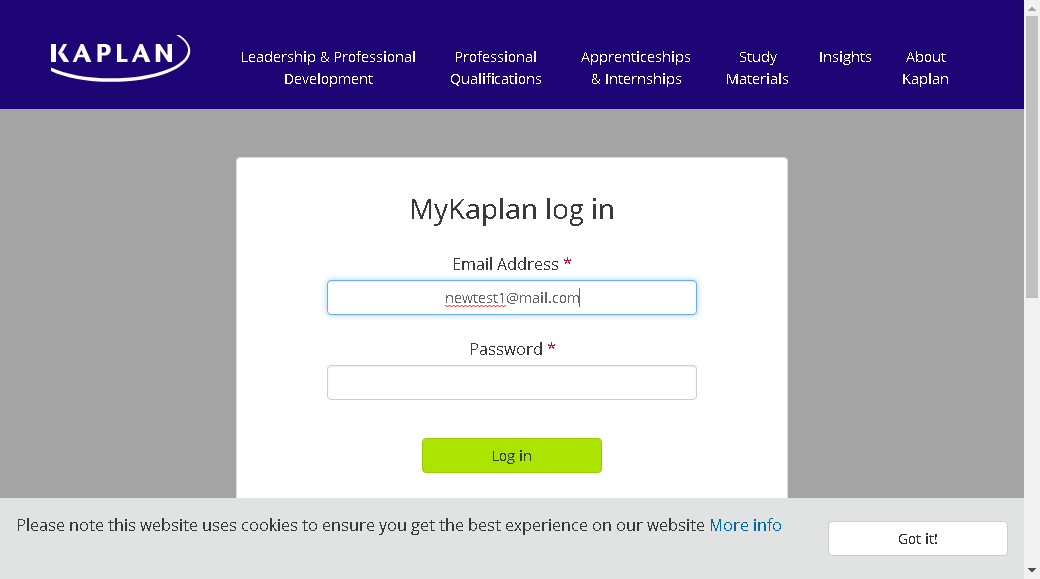 KAPLAN
Leadership & Professional
Development
Professional
Qualifications
Apprenticeships
& Internships
Study
Materials
Insights
About
Kaplan
MyKaplan log in
Email Address *
newtest1@mail.com
Password *
Log in
Please note this website uses cookies to ensure you get the best experience on our website More info
Got it!